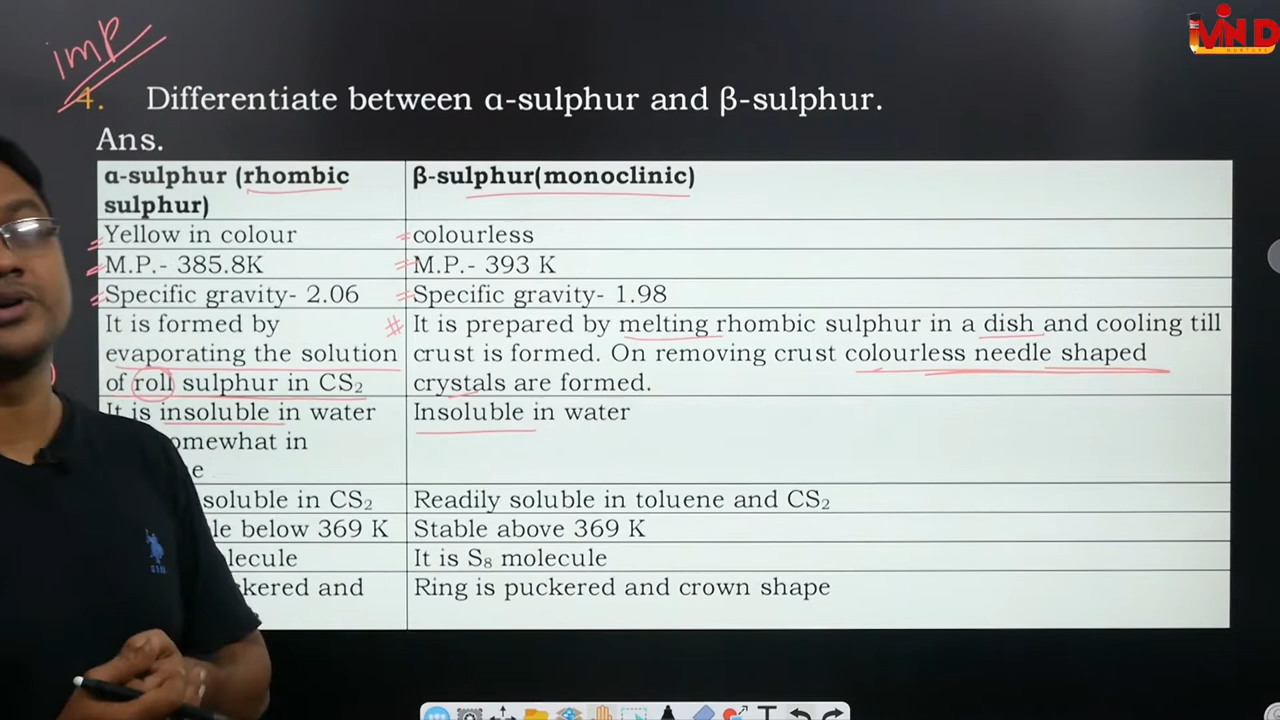 imp
MIND
NURTURE
4. Differentiate between α-sulphur and β-sulphur.
Ans.
α-sulphur (rhombic
sulphur)
β-sulphur(monoclinic)
Yellow in colour
colourless
M.P.- 385.8K
M.P.- 393 K
Specific gravity- 2.06
Specific gravity- 1.98
It is formed by
evaporating the solution
of roll sulphur in CS₂
It is prepared by melting rhombic sulphur in a dish and cooling till
crust is formed. On removing crust colourless needle shaped
crystals are formed.
It is insoluble in water
in
Insoluble in water
soluble in CS₂
Readily soluble in toluene and CS₂
below 369 K
Stable above 369 K
It is S₈ molecule
and
Ring is puckered and crown shape